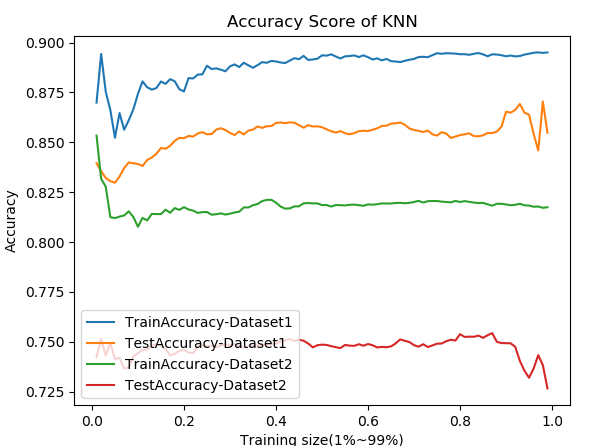 Accuracy Score of KNN
0.900
0.875
0.850
0.825
0.800
0.775
0.750
0.725
Accuracy
TrainAccuracy-Dataset1
TestAccuracy-Dataset1
TrainAccuracy-Dataset2
TestAccuracy-Dataset2
0.0 0.2 0.4 0.6 0.8 1.0
Training size(1%~99%)